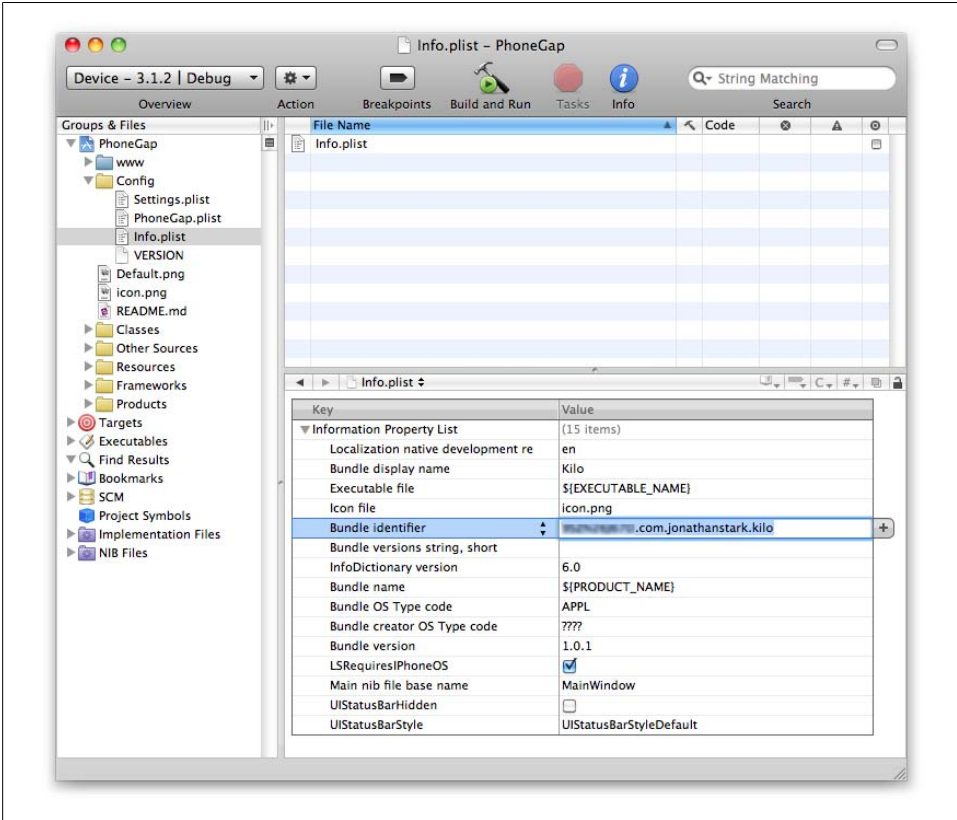 Info.plist – PhoneGap
Device – 3.1.2 | Debug
String Matching
Overview
Action
Breakpoints
Build and Run
Tasks
Info
Search
Groups & Files
PhoneGap
www
Config
Settings.plist
PhoneGap.plist
Info.plist
VERSION
Default.png
icon.png
README.md
Classes
Other Sources
Resources
Frameworks
Products
Targets
Executables
Find Results
Bookmarks
SCM
Project Symbols
Implementation Files
NIB Files
File Name Code
Info.plist
Info.plist C #
Key Value
Information Property List (15 items)
Localization native development re en
Bundle display name Kilo
Executable file ${EXECUTABLE_NAME}
Icon file icon.png
Bundle identifier .com.jonathanstark.kilo
Bundle versions string, short
InfoDictionary version 6.0
Bundle name ${PRODUCT_NAME}
Bundle OS Type code APPL
Bundle creator OS Type code ????
Bundle version 1.0.1
LSRequiresIPhoneOS
Main nib file base name MainWindow
UIStatusBarHidden
UIStatusBarStyle UIStatusBarStyleDefault